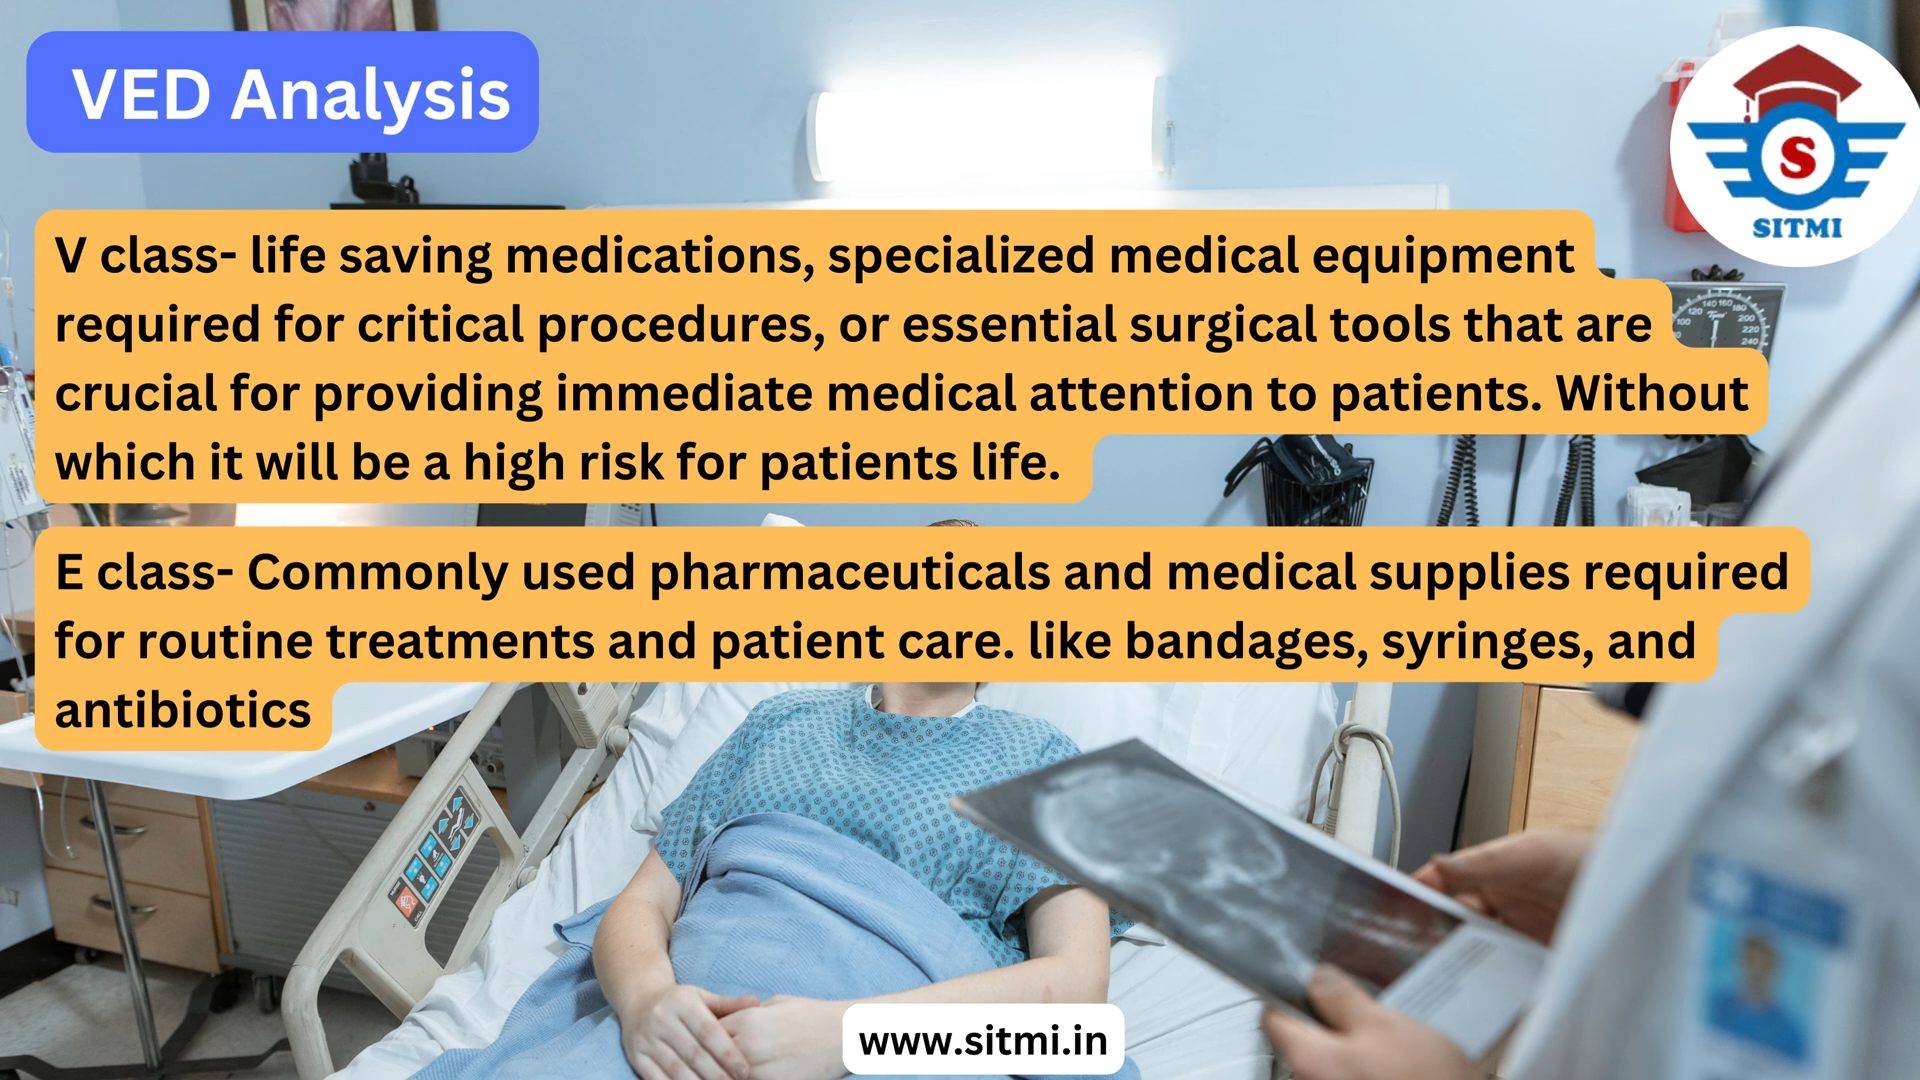 VED Analysis
SITMI
S
V class- life saving medications, specialized medical equipment
required for critical procedures, or essential surgical tools that are
crucial for providing immediate medical attention to patients. Without
which it will be a high risk for patients life.
E class- Commonly used pharmaceuticals and medical supplies required
for routine treatments and patient care. like bandages, syringes, and
antibiotics
www.sitmi.in